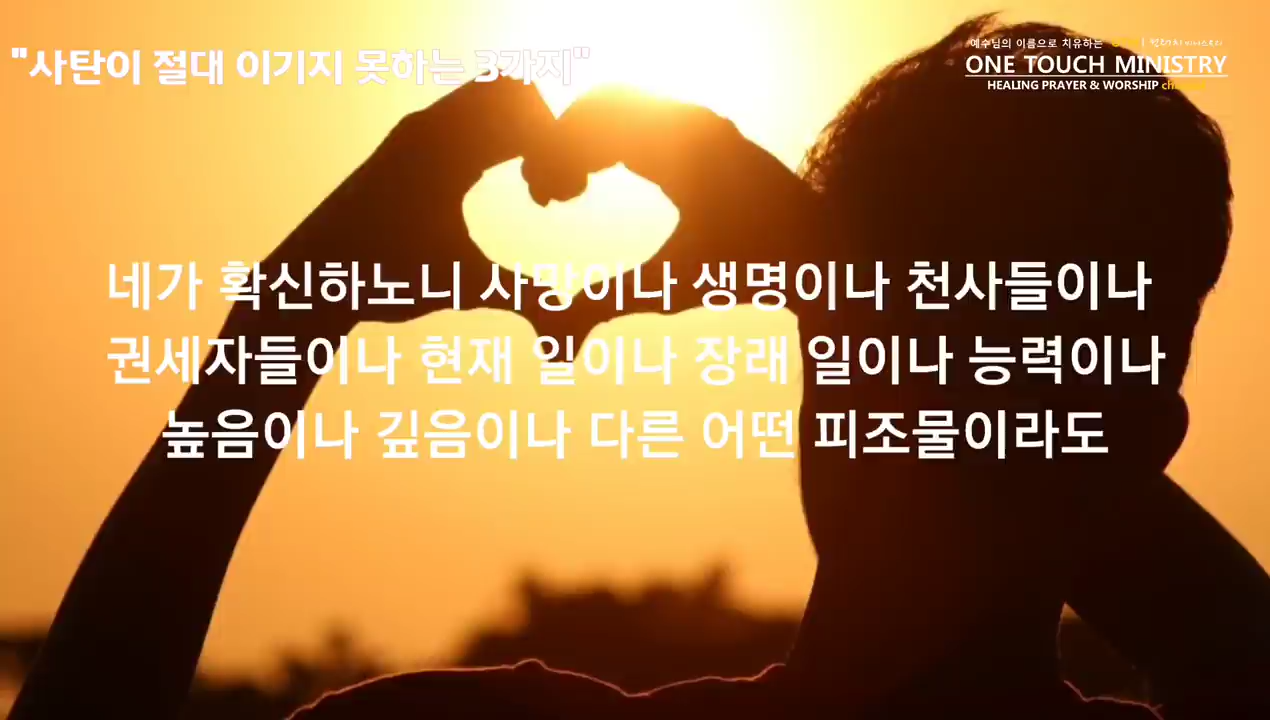 "사탄이 절대 이기지 못하는 3가지"
예수님의 이름으로 치유하는
ONE TOUCH MINISTRY
HEALING PRAYER & WORSHIP
네가 확신하노니 사망이나 생명이나 천사들이나
권세자들이나 현재 일이나 장래 일이나 능력이나
높음이나 깊음이나 다른 어떤 피조물이라도